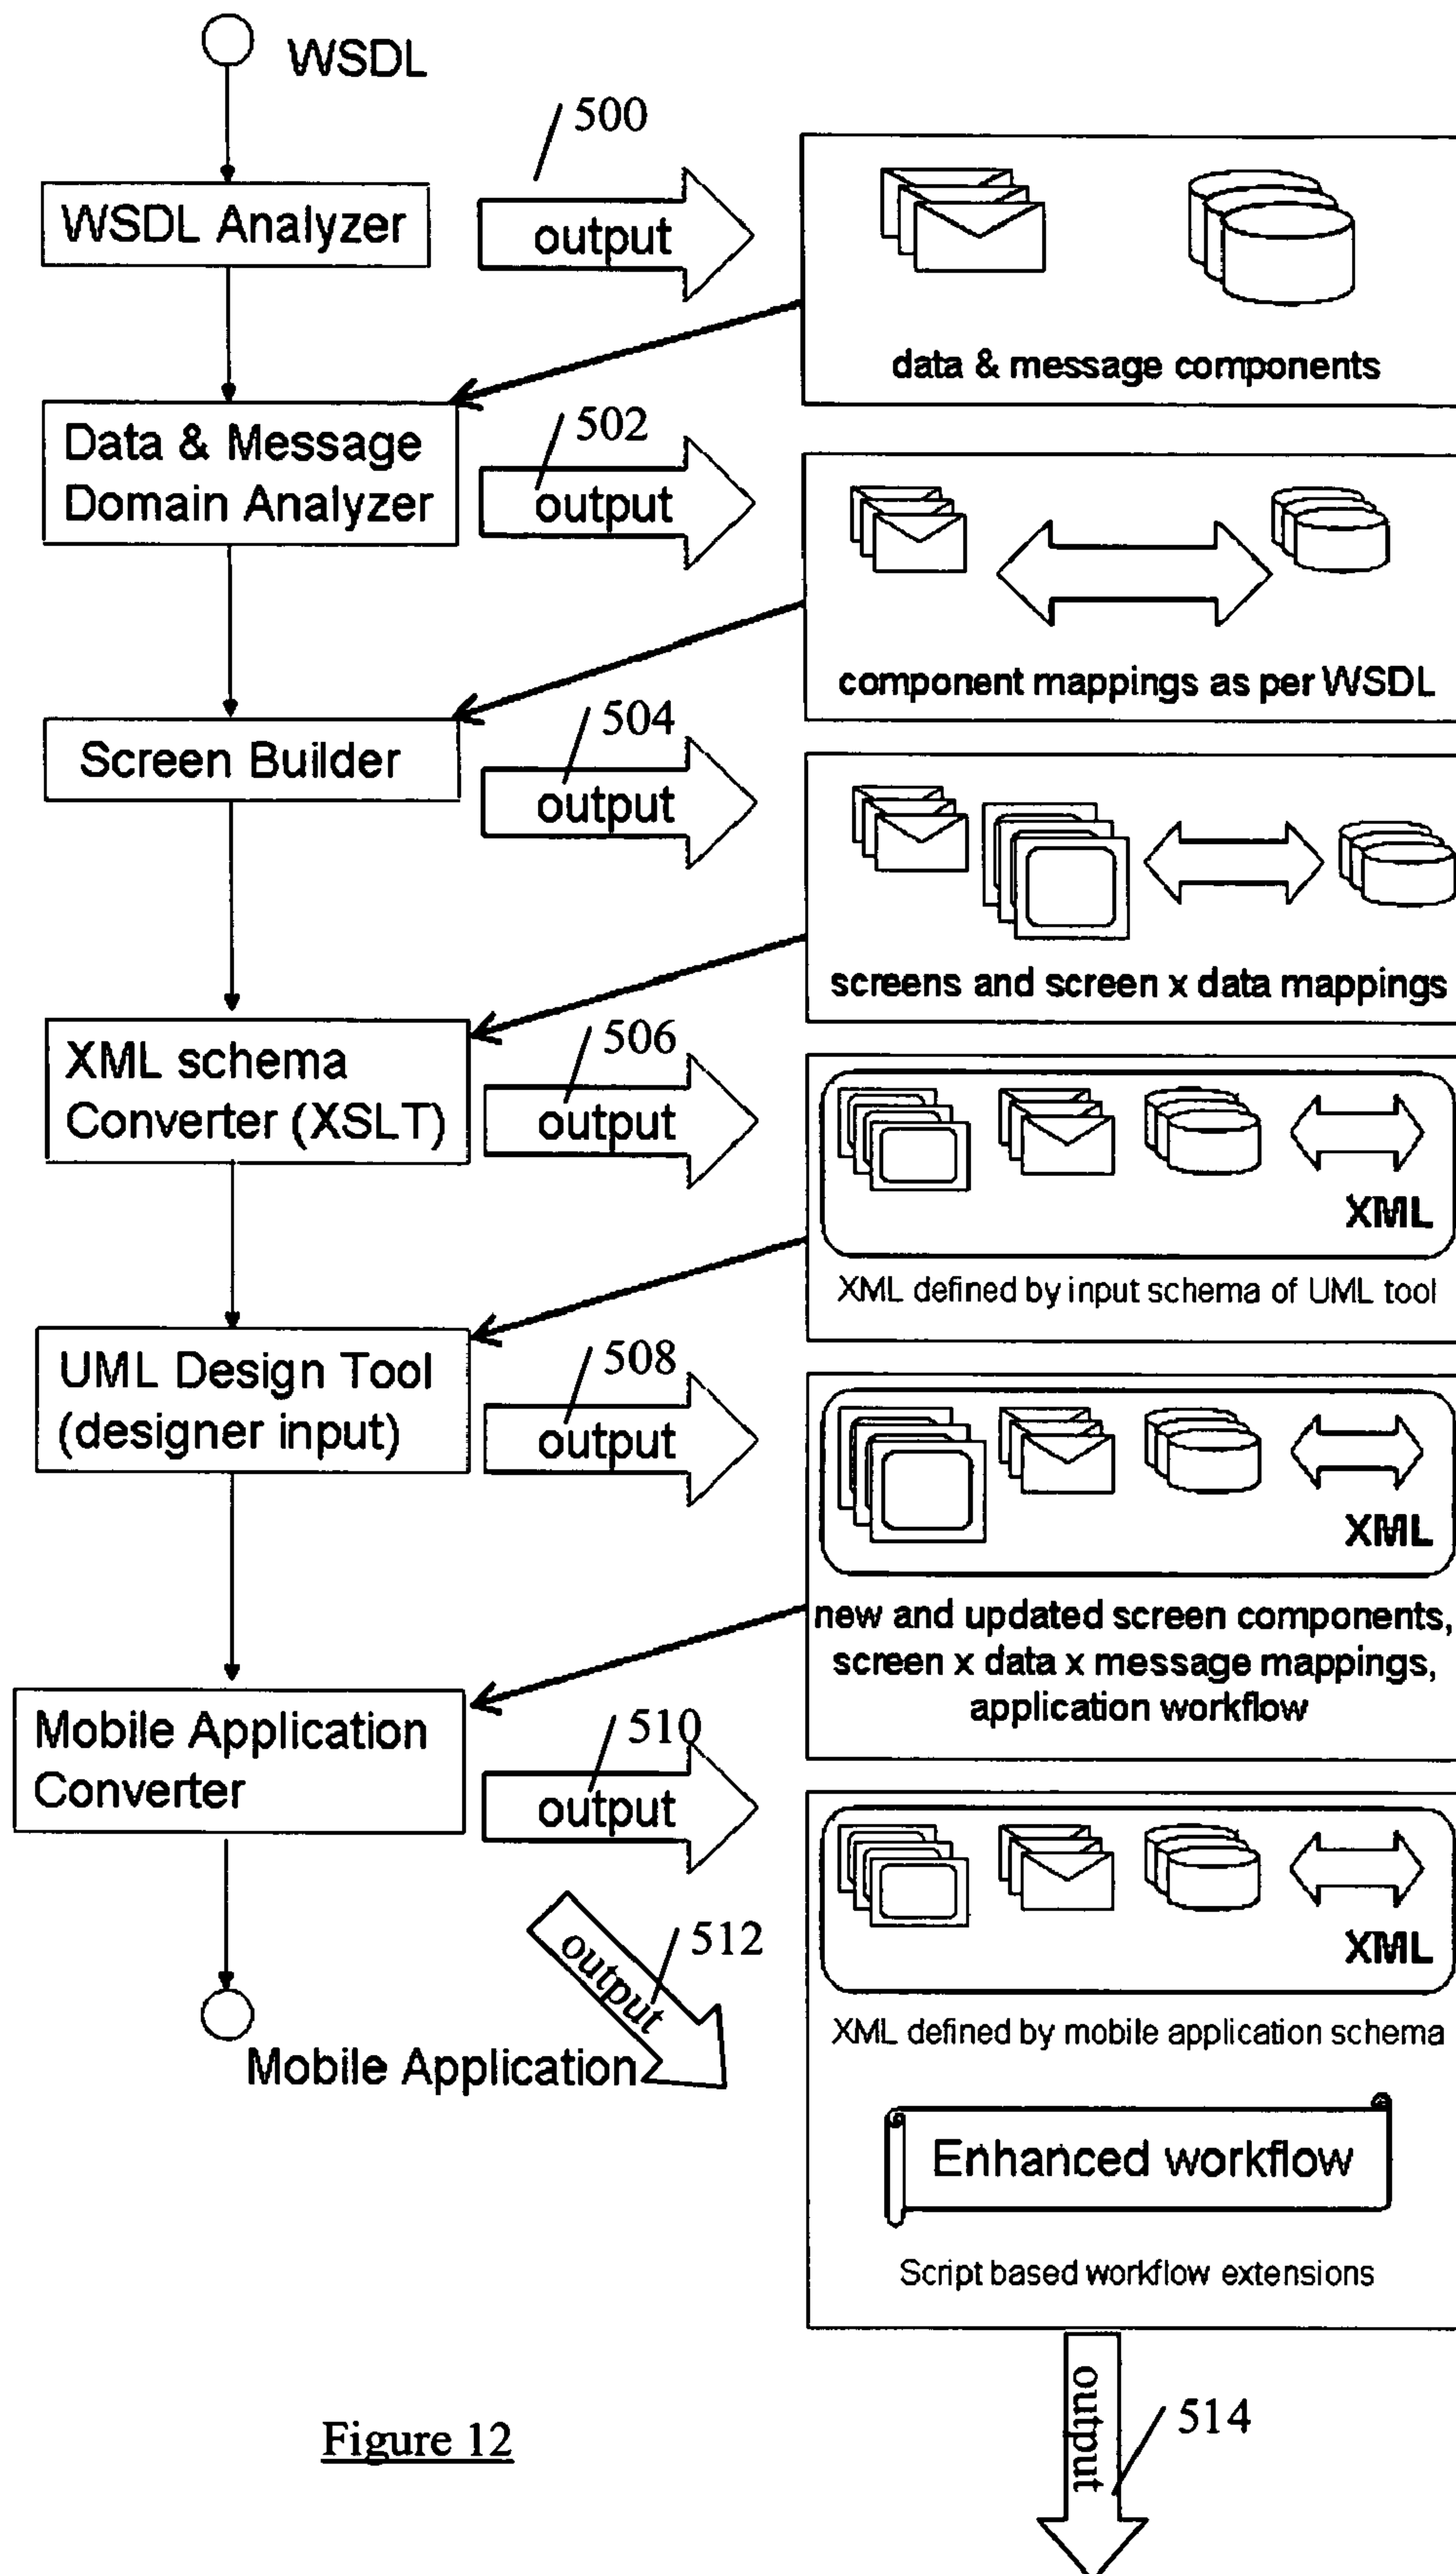 WSDL
500
WSDL Analyzer
output
data & message components
502
Data & Message
Domain Analyzer
output
component mappings as per WSDL
504
Screen Builder
output
screens and screen x data mappings
506
XML schema
Converter (XSLT)
output
XML
XML defined by input schema of UML tool
508
UML Design Tool
(designer input)
output
XML
new and updated screen components,
screen x data x message mappings,
application workflow
510
Mobile Application
Converter
output
512
output
XML
XML defined by mobile application schema
Mobile Application
Enhanced workflow
Script based workflow extensions
output
514
Figure 12